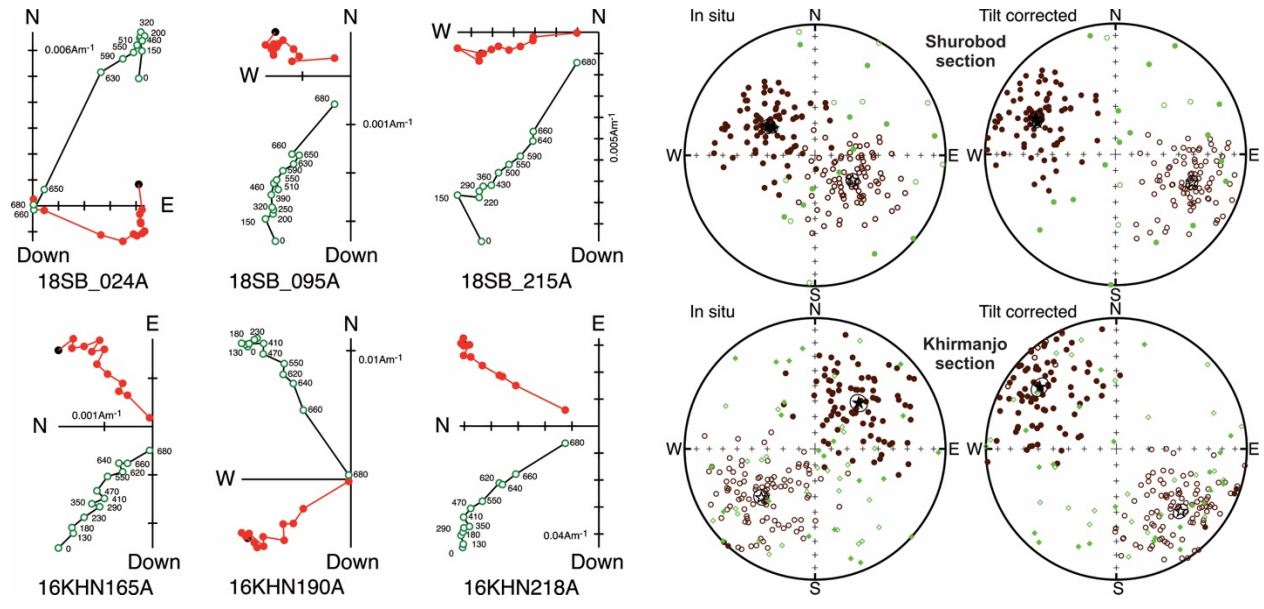 N
0.006Am⁻¹
320
200
510
460
550
590
150
630
0
650
680
660
E
Down
18SB_024A
N
W
0.001Am⁻¹
680
660
650
630
590
550
460
510
390
320
250
200
150
0
Down
18SB_095A
W
N
680
0.005Am⁻¹
660
640
590
550
500
360
290
430
150
220
0
Down
18SB_215A
E
0.001Am⁻¹
N
680
640
660
620
550
470
350
410
290
230
180
130
0
Down
16KHN165A
N
230
180
410
130
0
470
0.01Am⁻¹
550
620
640
660
W
680
Down
16KHN190A
E
N
680
620
660
640
470
550
410
290
350
180
0.04Am⁻¹
130
0
Down
16KHN218A
In situ
N
Tilt corrected
N
Shurobod
section
W
E
W
E
S
S
In situ
N
Tilt corrected
N
Khirmanjo
section
W
E
W
E
S
S